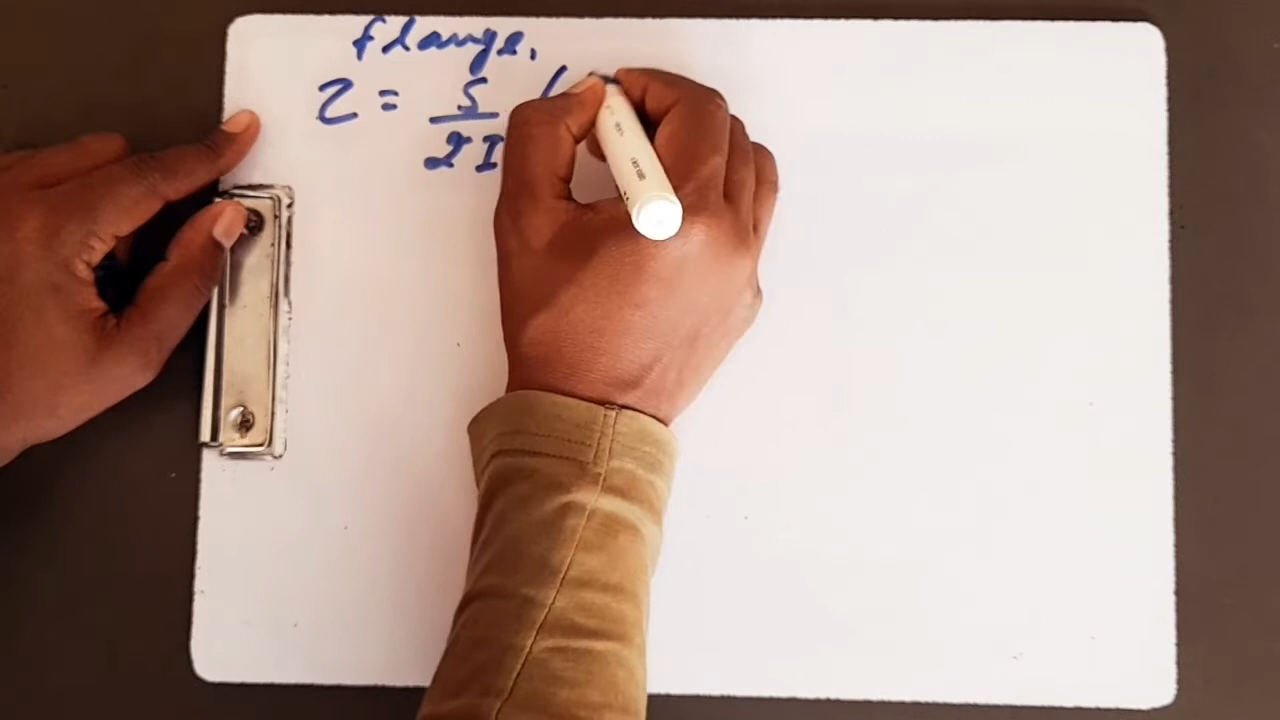 flange.
Z = S (
2I